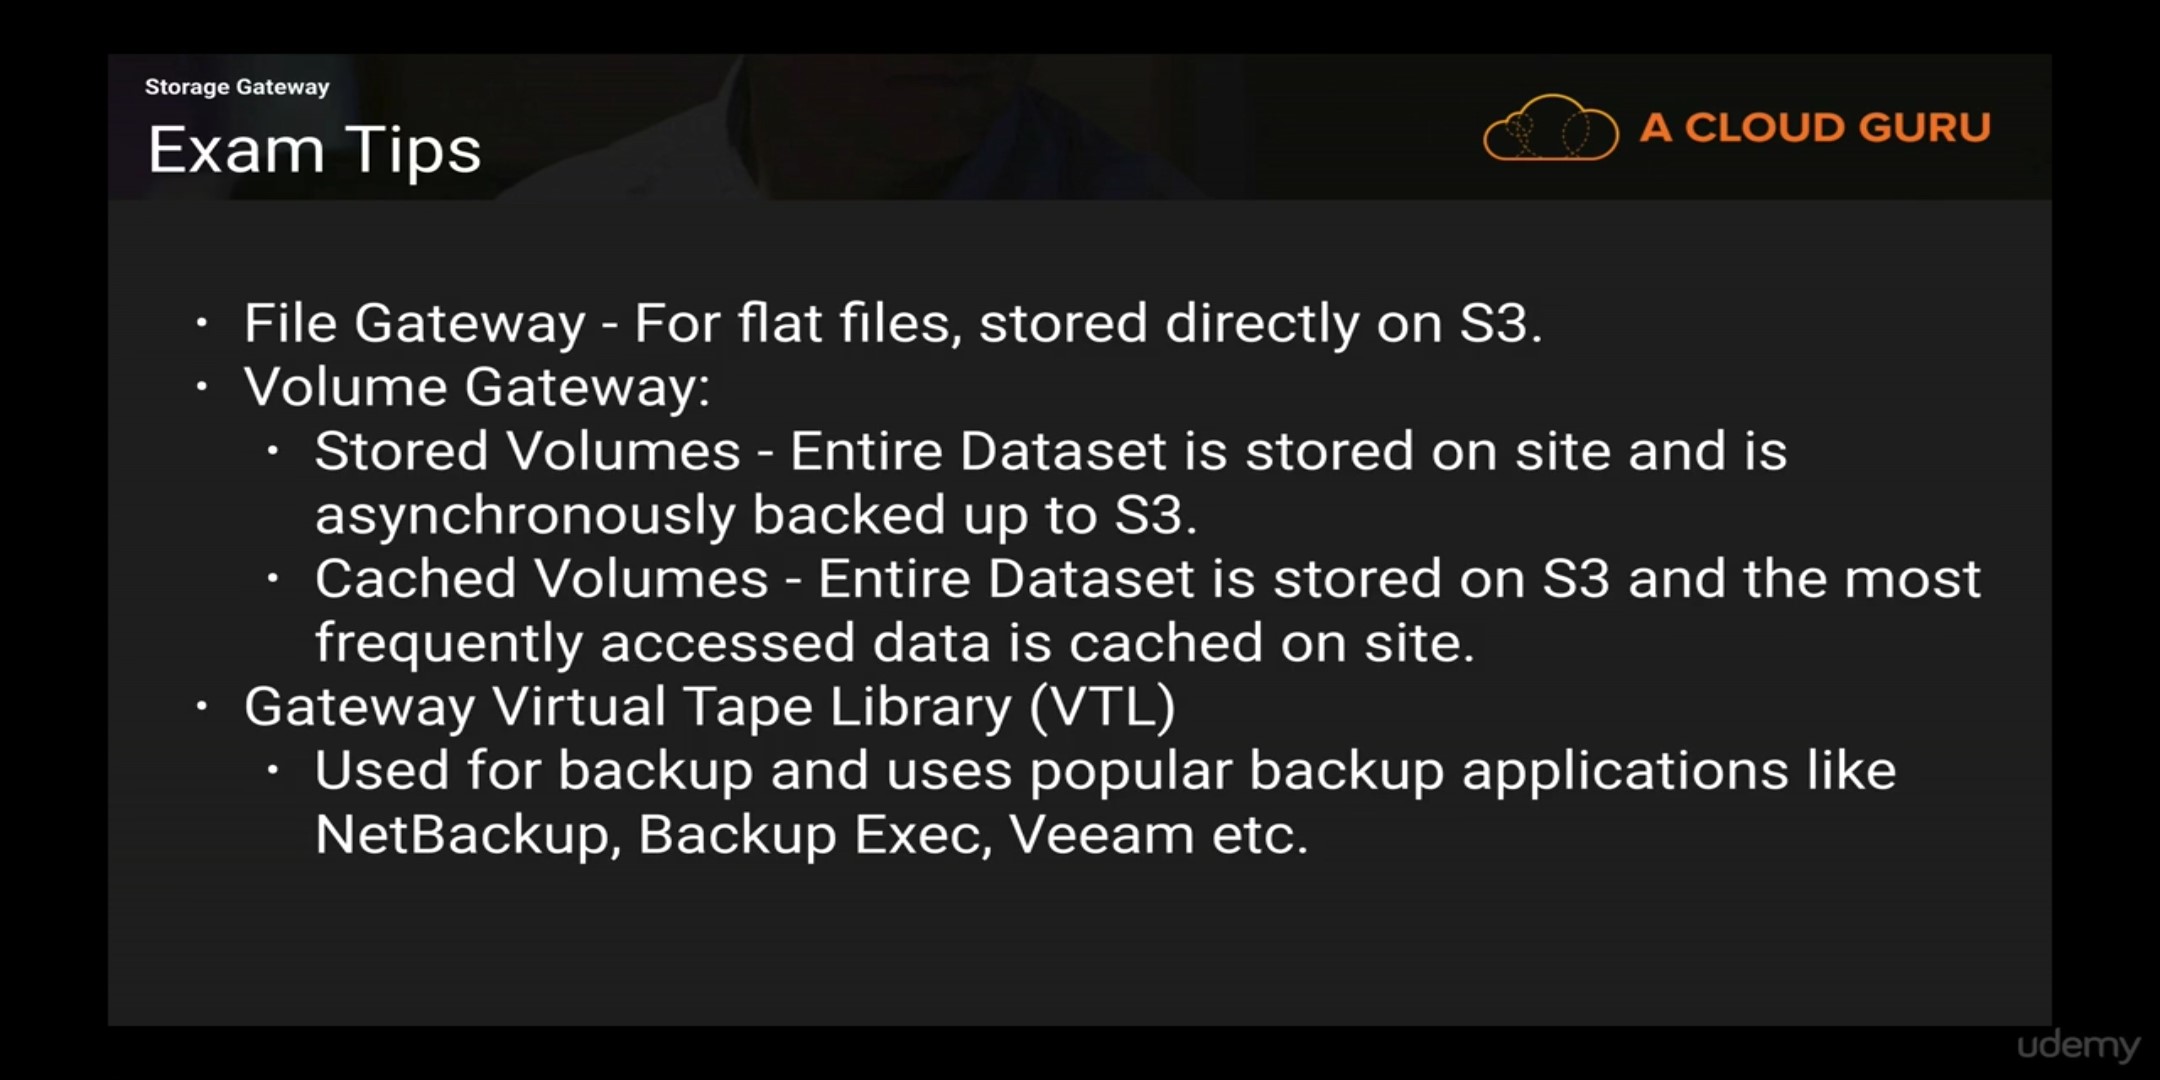 Storage Gateway
Exam Tips
A CLOUD GURU
· File Gateway - For flat files, stored directly on S3.
· Volume Gateway:
· Stored Volumes - Entire Dataset is stored on site and is
asynchronously backed up to S3.
· Cached Volumes - Entire Dataset is stored on S3 and the most
frequently accessed data is cached on site.
· Gateway Virtual Tape Library (VTL)
· Used for backup and uses popular backup applications like
NetBackup, Backup Exec, Veeam etc.
udemy